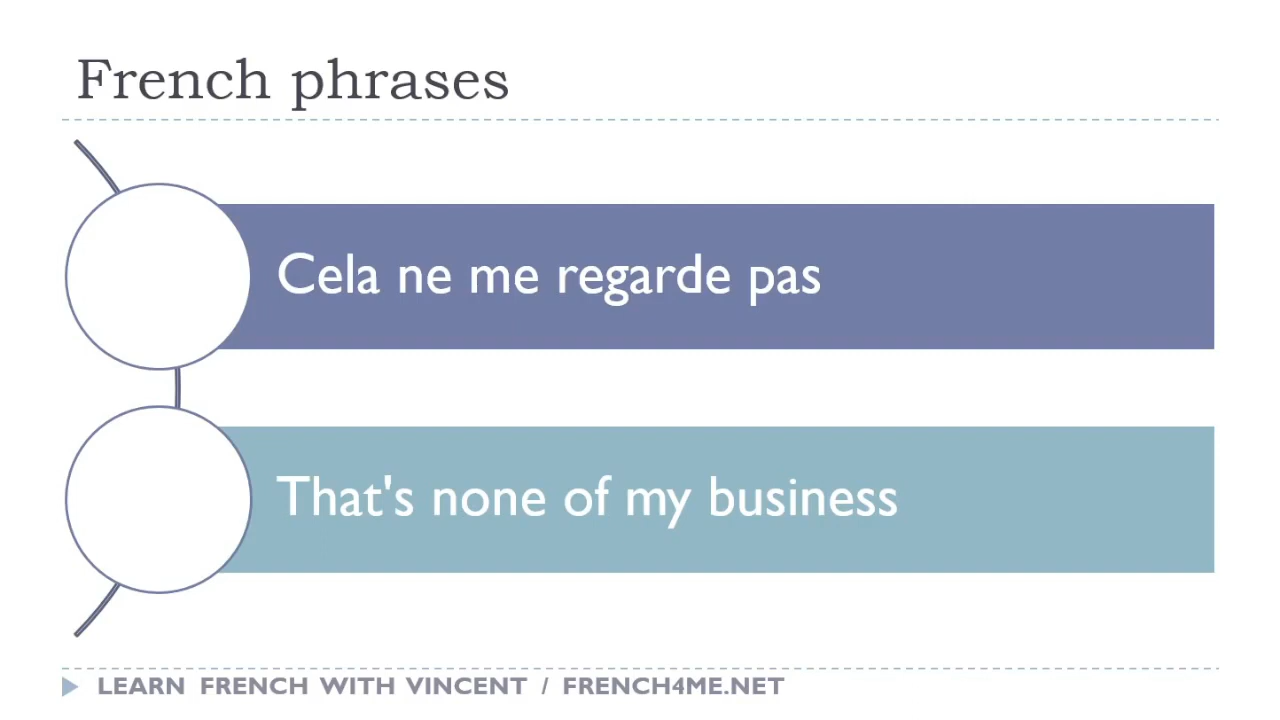 French phrases
Cela ne me regarde pas
That's none of my business
LEARN FRENCH WITH VINCENT / FRENCH4ME.NET